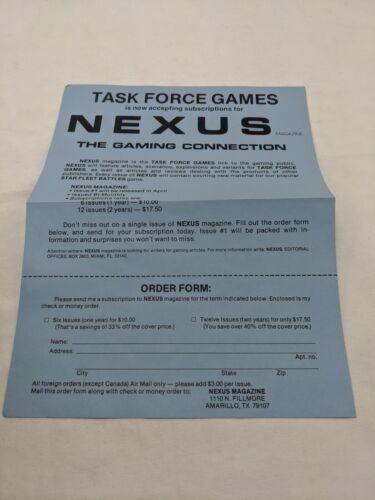 TASK FORCE GAMES
is now accepting subscriptions for
NEXUS MAGAZINE
THE GAMING CONNECTION
NEXUS magazine is the TASK FORCE GAMES link to the gaming public.
NEXUS will feature articles, scenarios, expansions and variants for TASK FORCE
GAMES, as well as articles and reviews dealing with the products of other
publishers. Every issue of NEXUS will contain exciting new material for our popular
STAR FLEET BATTLES game.
NEXUS MAGAZINE:
• Issue #1 will be released in April
• Issued Bi-Monthly
• Subscriptions rates are:
6 issues (1 year) — $10.00
12 issues (2 years) — $17.50
Don't miss out on a single issue of NEXUS magazine. Fill out the order form
below, and send for your subscription today. Issue #1 will be packed with in-
formation and surprises you won't want to miss.
Attention writers: NEXUS magazine is looking for writers for gaming articles. For more information write: NEXUS, EDITORIAL
OFFICES, BOX 2803, MIAMI, FL
ORDER FORM:
Please send me a subscription to NEXUS magazine for the term indicated below. Enclosed is my
check or money order.
□ Six Issues (one year) for $10.00
(That's a savings of 33% off the cover price.)
□ Twelve Issues (two years) for only $17.50
(You save over 40% off the cover price.)
Name:
Address:
Apt. no.
City State Zip
All foreign orders (except Canada) Air Mail only — please add $3.00 per issue.
Mail this order form along with check or money order to:
NEXUS MAGAZINE
1110 N. FILLMORE
AMARILLO, TX 79107